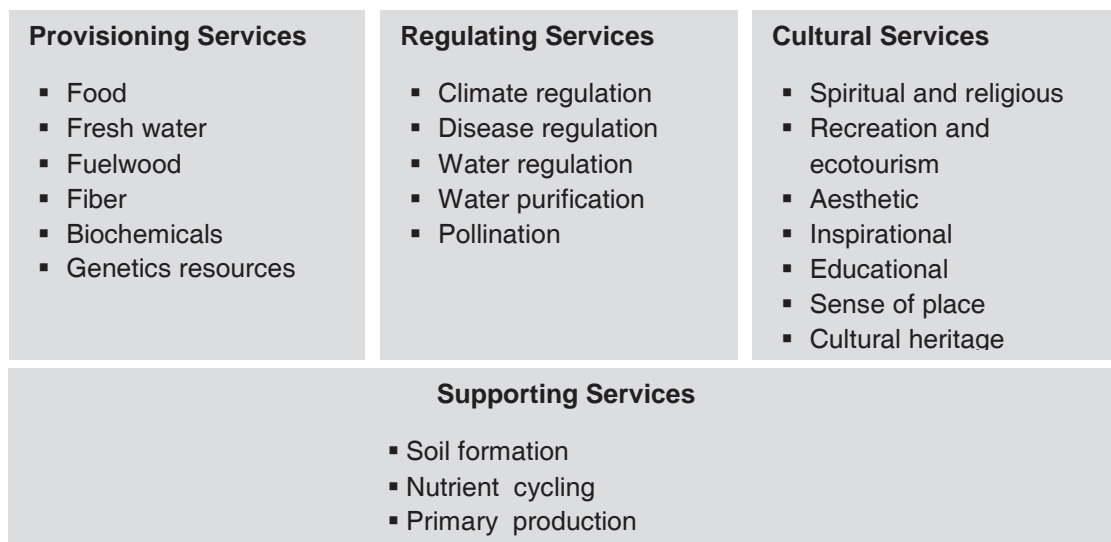 Provisioning Services
▪ Food
▪ Fresh water
▪ Fuelwood
▪ Fiber
▪ Biochemicals
▪ Genetics resources
Regulating Services
▪ Climate regulation
▪ Disease regulation
▪ Water regulation
▪ Water purification
▪ Pollination
Cultural Services
▪ Spiritual and religious
▪ Recreation and
ecotourism
▪ Aesthetic
▪ Inspirational
▪ Educational
▪ Sense of place
▪ Cultural heritage
Supporting Services
▪ Soil formation
▪ Nutrient cycling
▪ Primary production